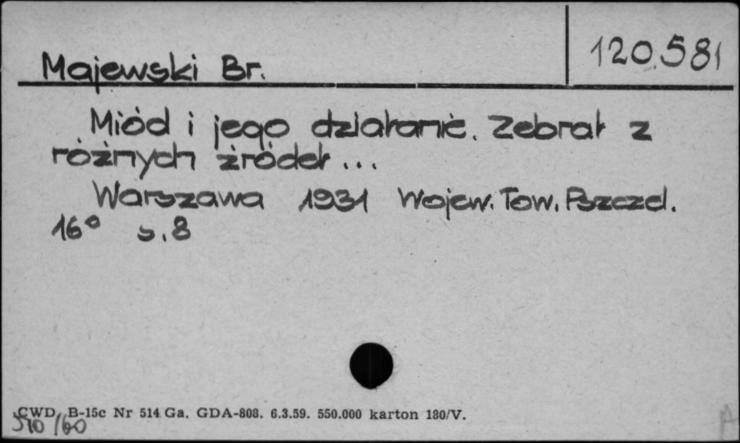 120.581
Majewski Br.
Miód i jego działanie. Zebrał z
różnych źródeł ...
Warszawa 1931 Wojew. Tow. Pszczel.
16° s. 8
CWD, B-15c Nr 514 Ga. GDA-808. 6.3.59. 550.000 karton 180/V.
/60